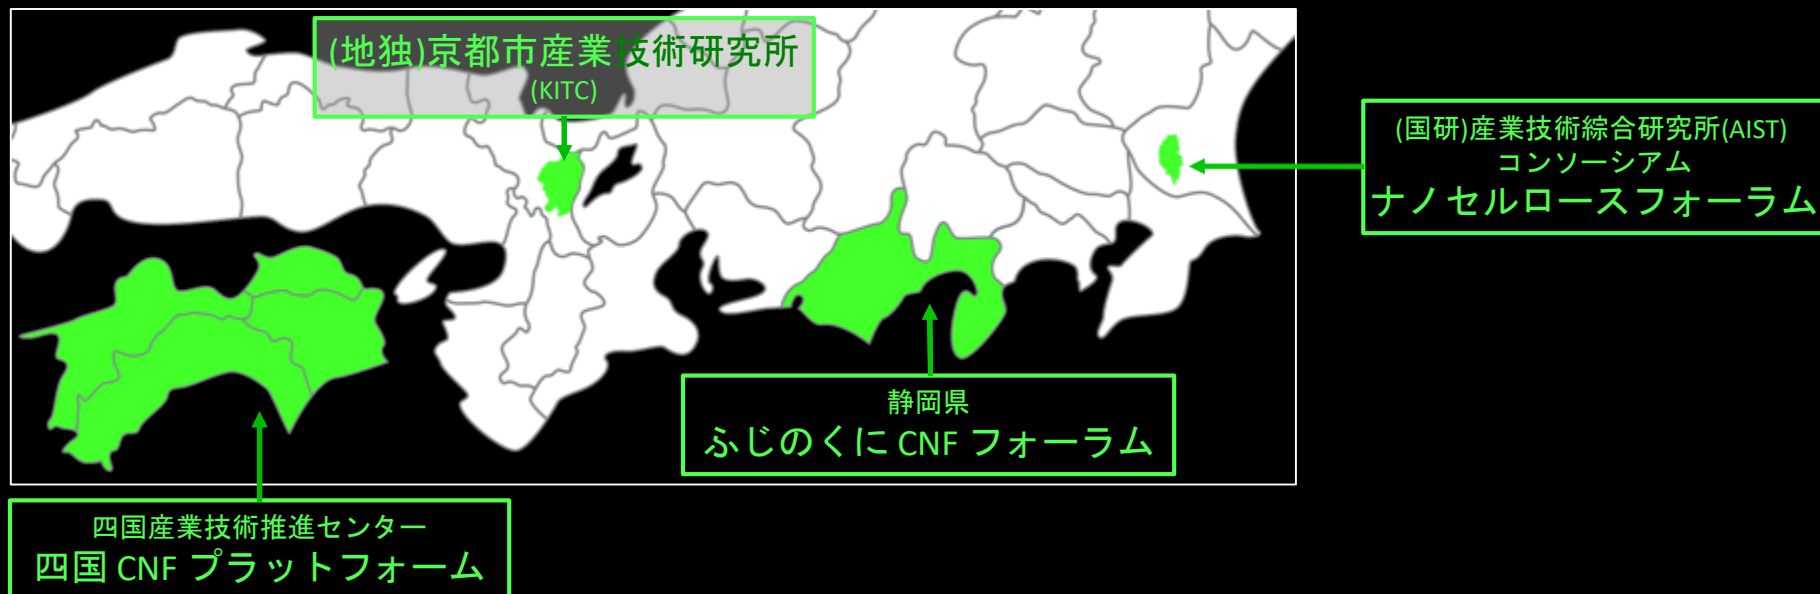 (地独)京都市産業技術研究所
(KITC)
(国研)産業技術綜合研究所(AIST)
コンソーシアム
ナノセルロースフォーラム
静岡県
ふじのくに CNF フォーラム
四国産業技術推進センター
四国 CNF プラットフォーム